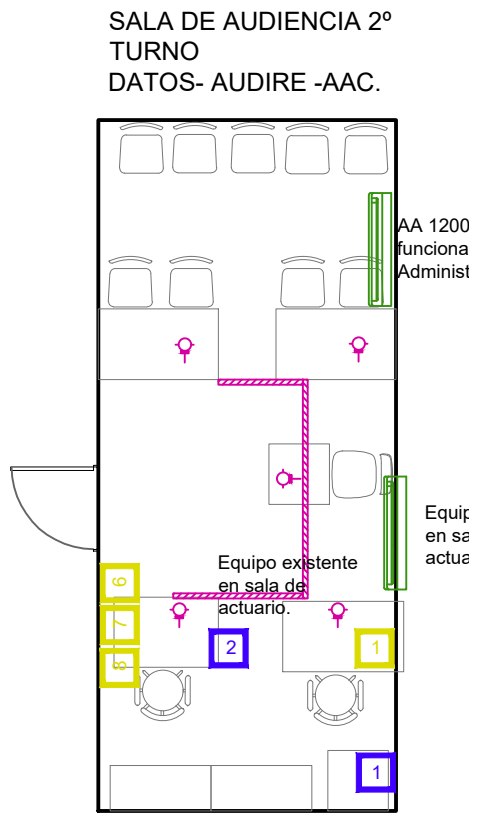 SALA DE AUDIENCIA 2º
TURNO
DATOS- AUDIRE -AAC.
AA 1200
funciona
Administ
Equip
en sa
actua
Equipo existente
en sala de
actuario.
6
7
8
2
1
1